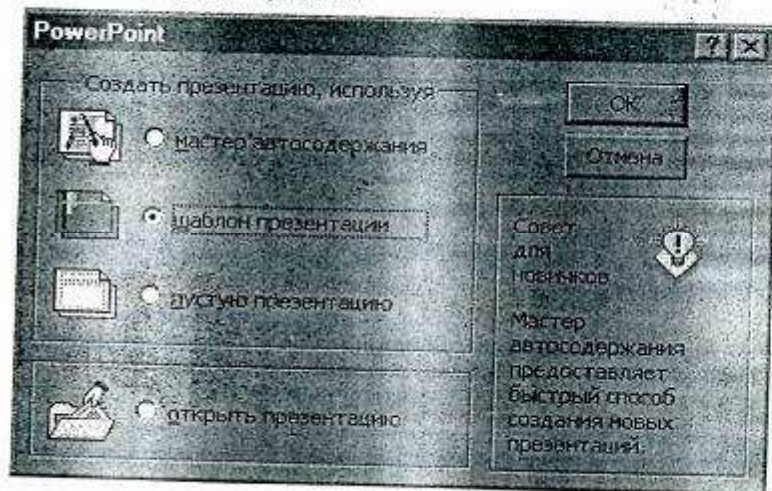 PowerPoint
Создать презентацию, используя
мастер автосодержания
шаблон презентации
пустую презентацию
открыть презентацию
ОК
Отмена
Совет
для
новичков
Мастер
автосодержания
предоставляет
быстрый способ
создания новых
презентаций.